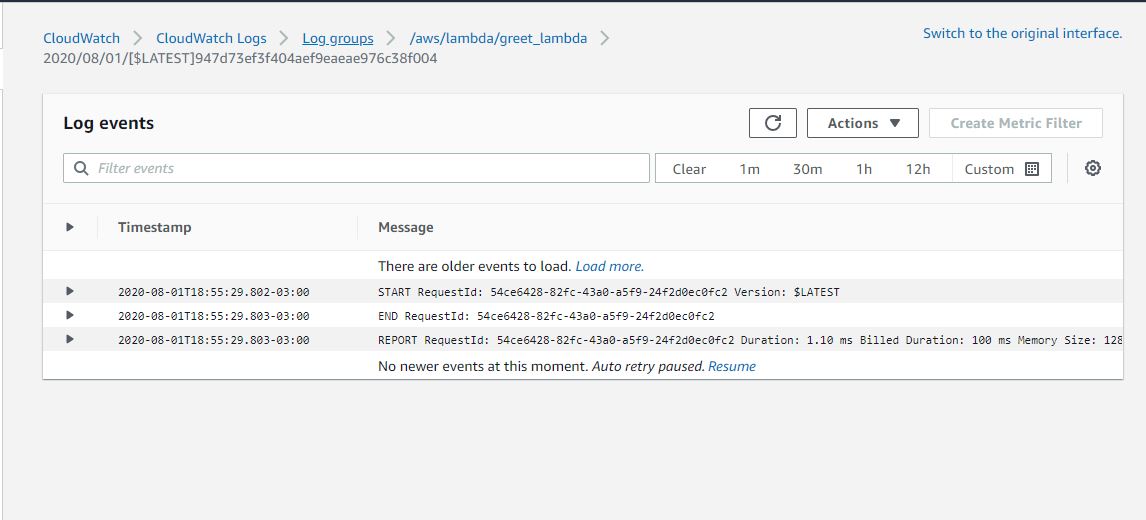 CloudWatch CloudWatch Logs Log groups /aws/lambda/greet_lambda
Switch to the original interface.
2020/08/01/[$LATEST]947d73ef3f404aef9eaeae976c38f004
Log events
Actions
Create Metric Filter
Filter events
Clear 1m 30m 1h 12h Custom
Timestamp Message
There are older events to load. Load more.
2020-08-01T18:55:29.802-03:00 START RequestId: 54ce6428-82fc-43a0-a5f9-24f2d0ec0fc2 Version: $LATEST
2020-08-01T18:55:29.803-03:00 END RequestId: 54ce6428-82fc-43a0-a5f9-24f2d0ec0fc2
2020-08-01T18:55:29.803-03:00 REPORT RequestId: 54ce6428-82fc-43a0-a5f9-24f2d0ec0fc2 Duration: 1.10 ms Billed Duration: 100 ms Memory Size: 128
No newer events at this moment. Auto retry paused. Resume